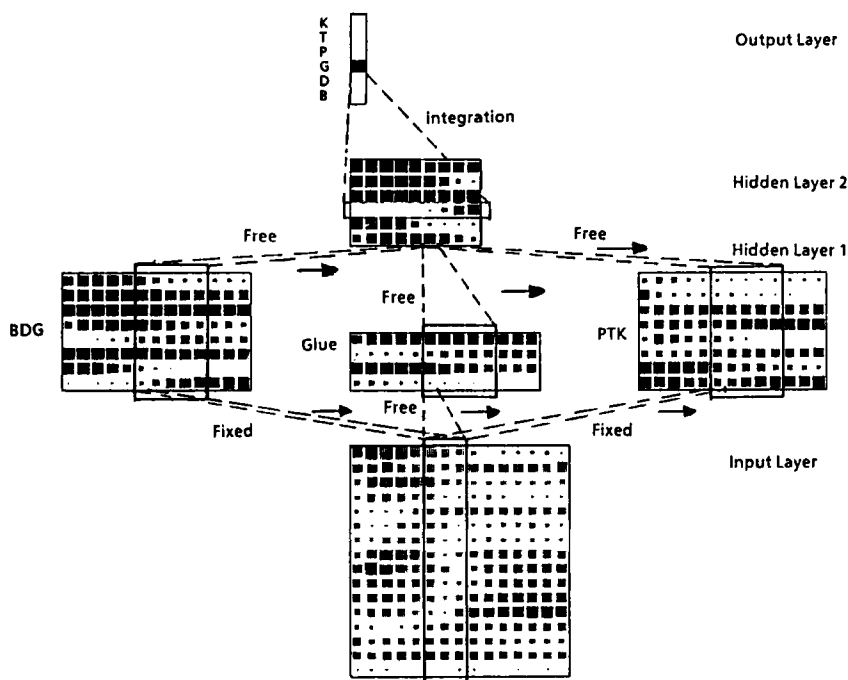 K
T
P
G
D
B
Output Layer
integration
Hidden Layer 2
Free
Free
Hidden Layer 1
Free
BDG
Glue
PTK
Free
Fixed
Fixed
Input Layer